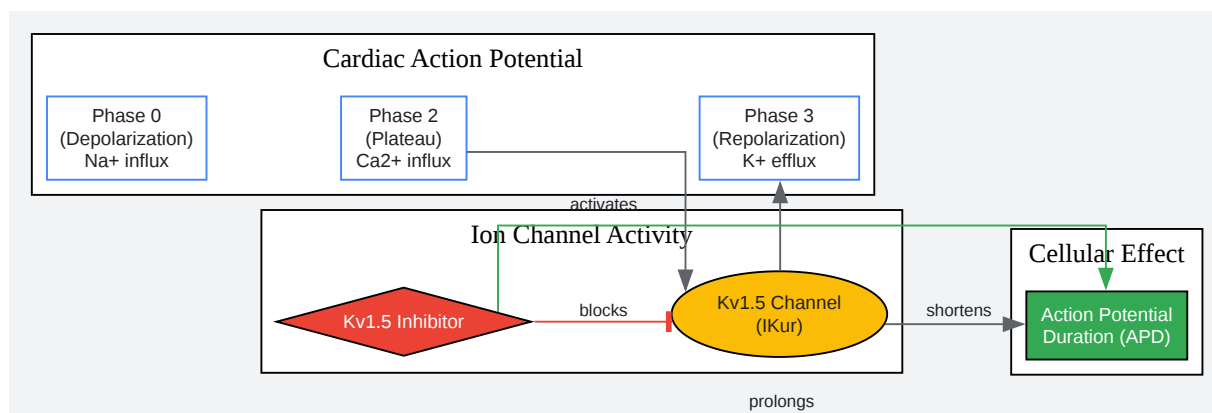 Cardiac Action Potential
Phase 0
(Depolarization)
Na+ influx
Phase 2
(Plateau)
Ca2+ influx
Phase 3
(Repolarization)
K+ efflux
activates
Ion Channel Activity
Kv1.5 Inhibitor
blocks
Kv1.5 Channel
(IKur)
shortens
Cellular Effect
Action Potential
Duration (APD)
prolongs